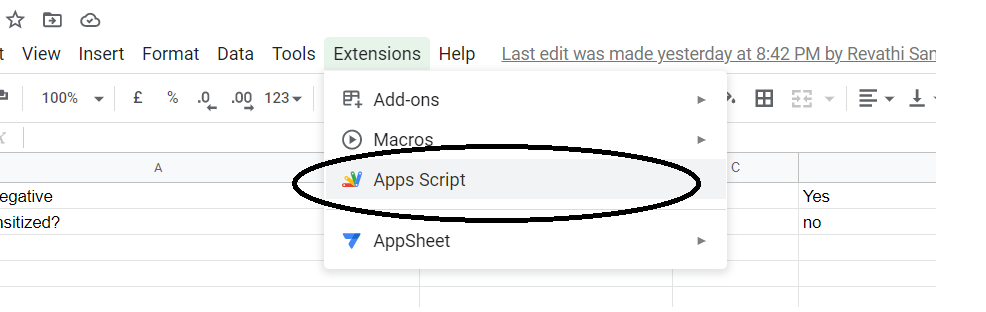 View Insert Format Data Tools Extensions Help Last edit was made yesterday at 8:42 PM by Revathi San
100% £ % .0 .00 123
Add-ons
Macros
A C
Apps Script
egative Yes
nsitized? no
AppSheet